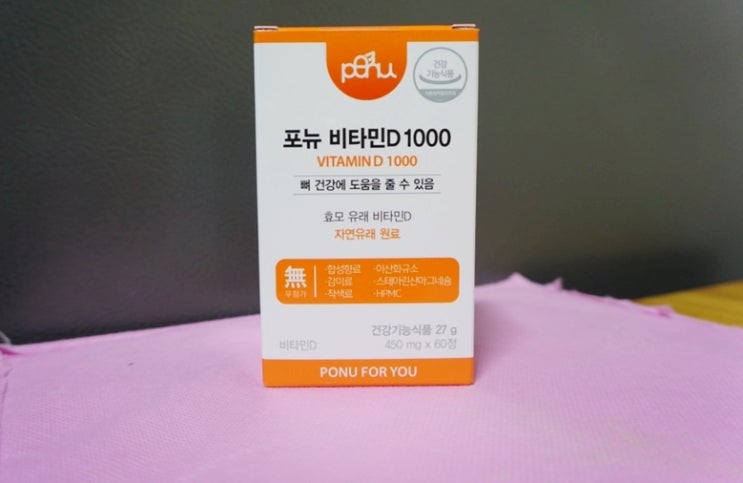 ponu
건강
기능식품
포뉴 비타민D 1000
VITAMIN D 1000
뼈 건강에 도움을 줄 수 있음
효모 유래 비타민D
자연유래 원료
無
무첨가
·합성향료 ·이산화규소
·감미료 ·스테아린산마그네슘
·착색료 ·HPMC
건강기능식품 27 g
비타민D 450 mg x 60정
PONU FOR YOU